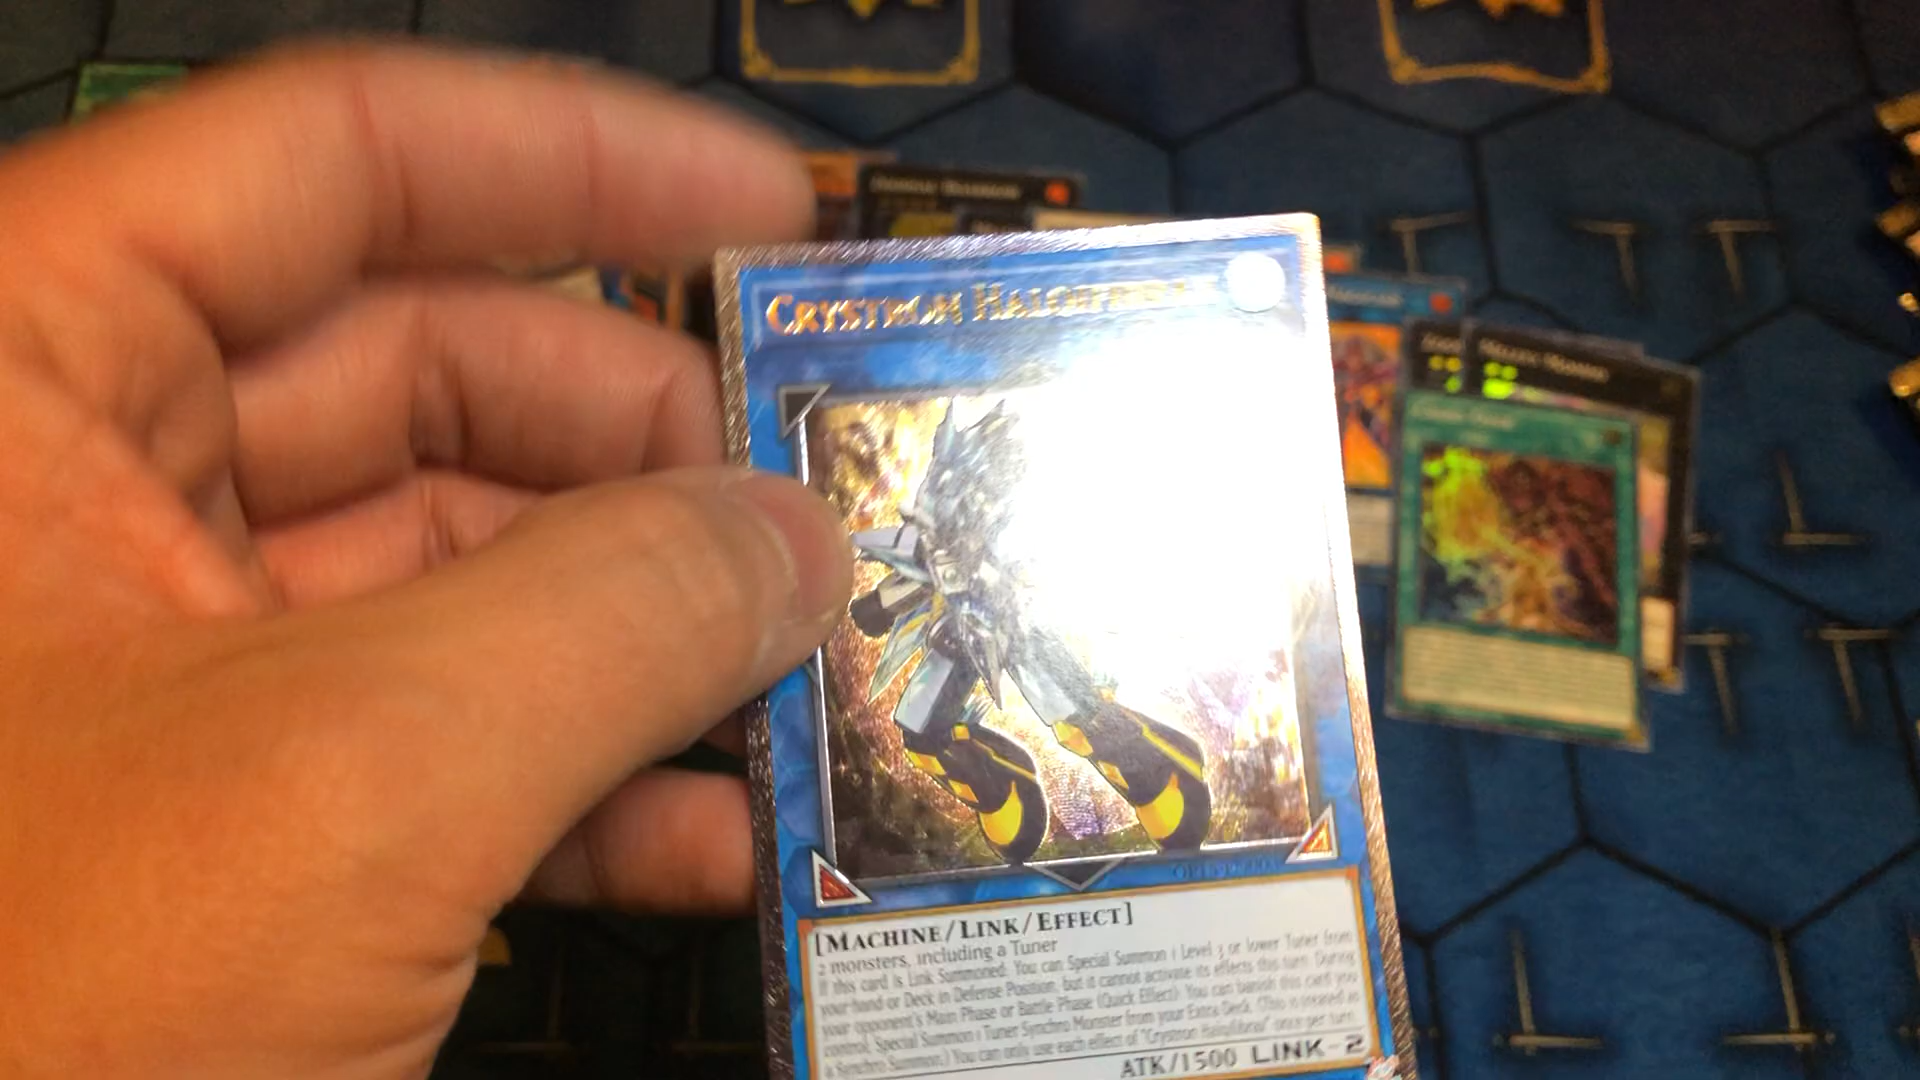 CRYSTRON HALQIFIBRAX
[MACHINE/LINK/EFFECT]
2 monsters, including a Tuner
If this card is Link Summoned: You can Special Summon 1 Level 3 or lower Tuner from
your hand or Deck in Defense Position, but it cannot activate its effects this turn. During
your opponent's Main Phase or Battle Phase (Quick Effect): You can banish this card you
control; Special Summon 1 Tuner Synchro Monster from your Extra Deck. (This is treated as
a Synchro Summon.) You can only use each effect of "Crystron Halqifibrax" once per turn.
ATK/1500 LINK-2